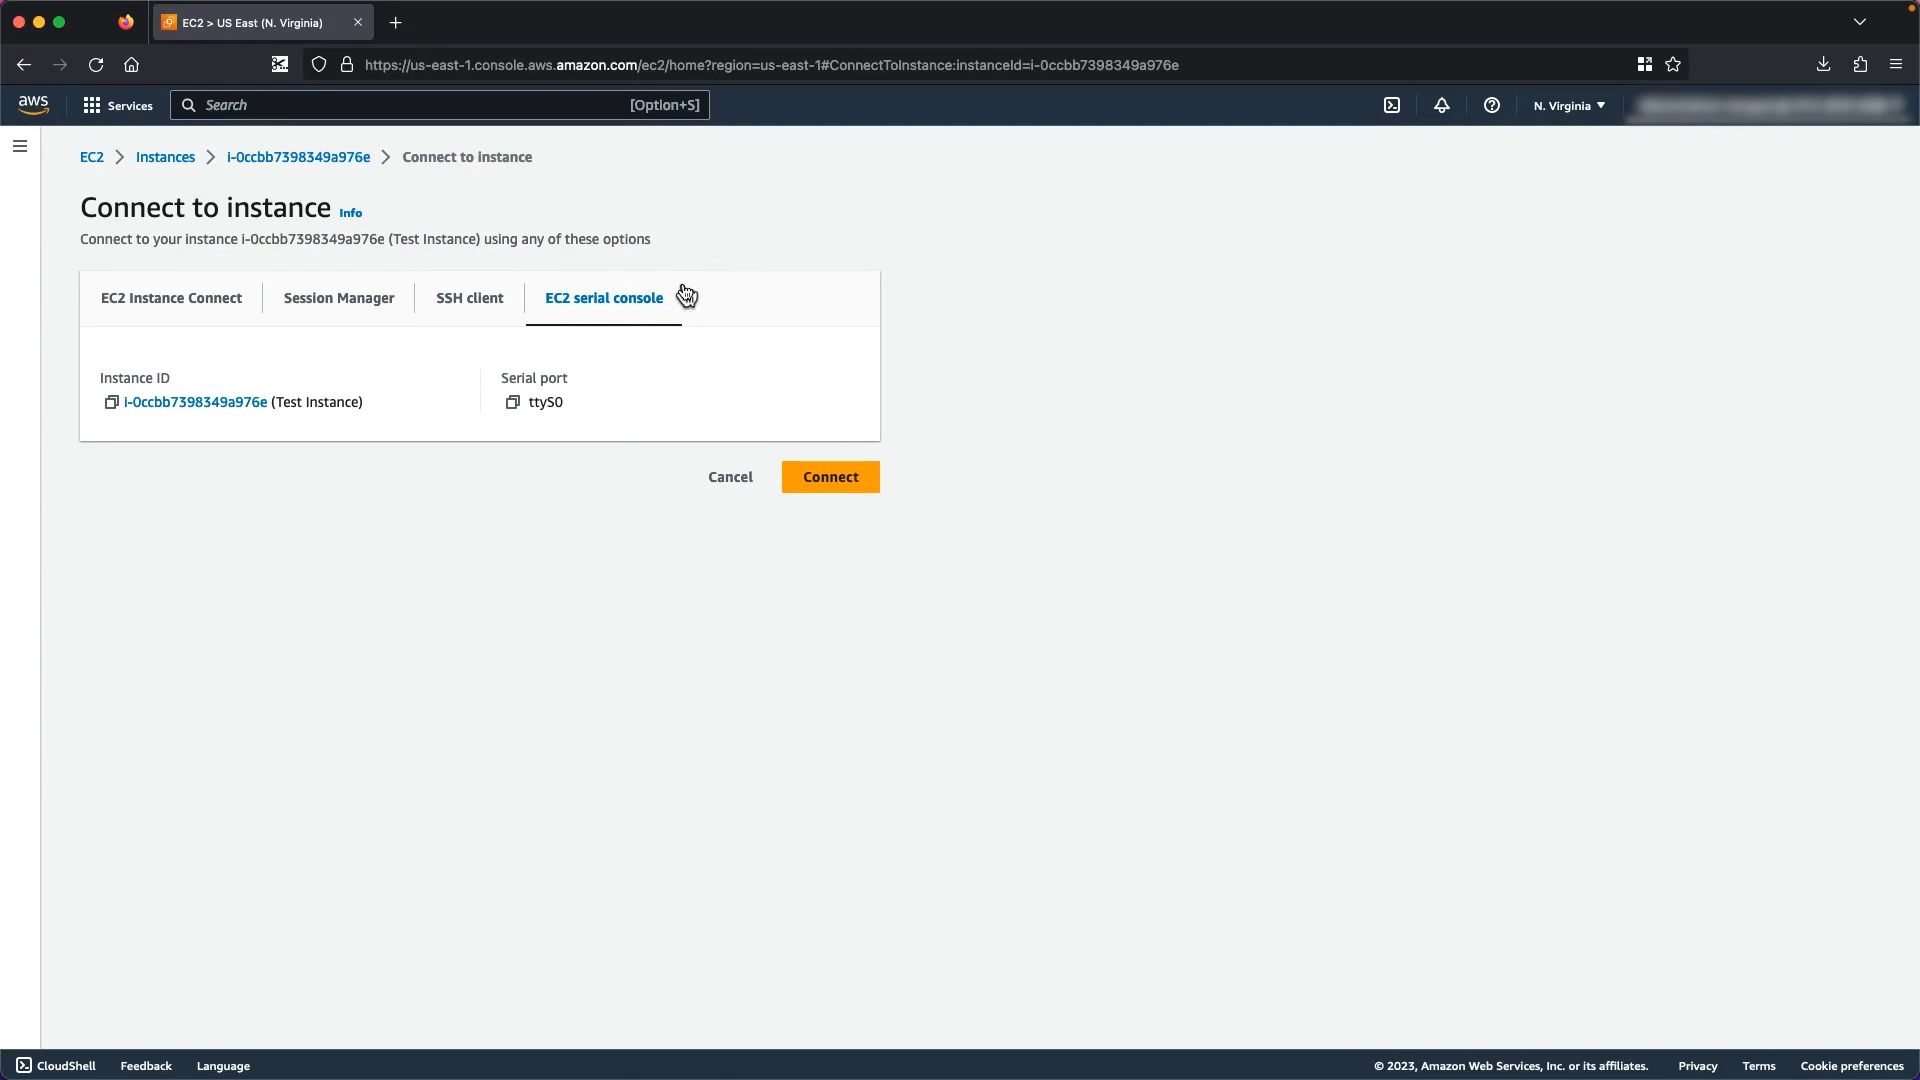 EC2 > US East (N. Virginia)
https://us-east-1.console.aws.amazon.com/ec2/home?region=us-east-1#ConnectToInstance:instanceId=i-0ccbb7398349a976e
aws Services Search [Option+S] N. Virginia
EC2 Instances i-0ccbb7398349a976e Connect to instance
Connect to instance Info
Connect to your instance i-0ccbb7398349a976e (Test Instance) using any of these options
EC2 Instance Connect Session Manager SSH client EC2 serial console
Instance ID Serial port
i-0ccbb7398349a976e (Test Instance) ttyS0
Cancel Connect
CloudShell Feedback Language © 2023, Amazon Web Services, Inc. or its affiliates. Privacy Terms Cookie preferences